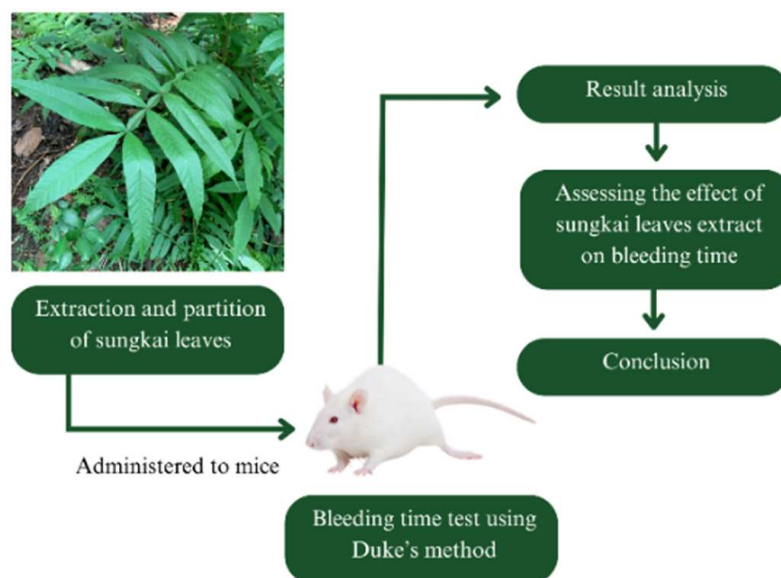 Extraction and partition
of sungkai leaves
Administered to mice
Bleeding time test using
Duke's method
Result analysis
Assessing the effect of
sungkai leaves extract
on bleeding time
Conclusion